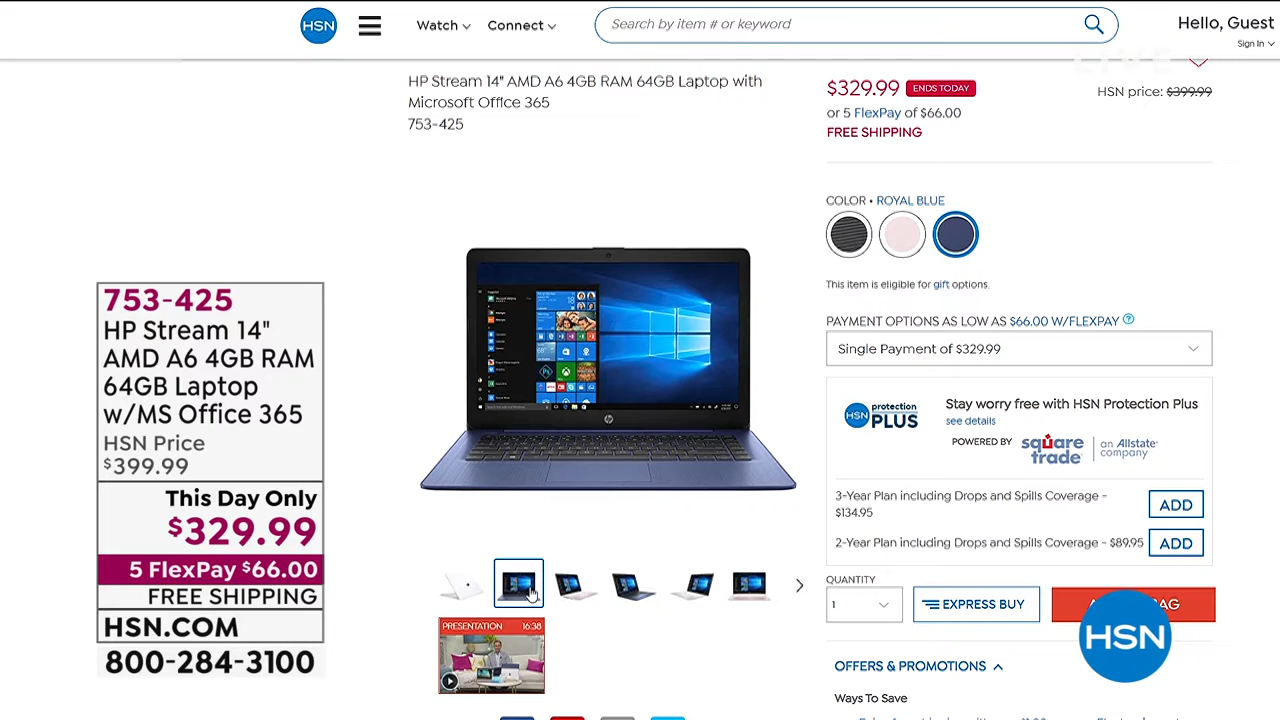 HSN
Watch
Connect
Search by item # or keyword
Hello, Guest
Sign In
LIVE
HP Stream 14" AMD A6 4GB RAM 64GB Laptop with
Microsoft Office 365
753-425
$329.99 ENDS TODAY
HSN price: $399.99
or 5 FlexPay of $66.00
FREE SHIPPING
COLOR • ROYAL BLUE
This item is eligible for gift options.
PAYMENT OPTIONS AS LOW AS $66.00 W/FLEXPAY ?
Single Payment of $329.99
HSN protection PLUS
Stay worry free with HSN Protection Plus
see details
POWERED BY square trade | an Allstate company
3-Year Plan including Drops and Spills Coverage -
$134.95
ADD
2-Year Plan including Drops and Spills Coverage - $89.95
ADD
QUANTITY
1
EXPRESS BUY
HSN
OFFERS & PROMOTIONS
Ways To Save
753-425
HP Stream 14"
AMD A6 4GB RAM
64GB Laptop
w/MS Office 365
HSN Price
$399.99
This Day Only
$329.99
5 FlexPay $66.00
FREE SHIPPING
HSN.COM
800-284-3100
hp
PRESENTATION 16:38